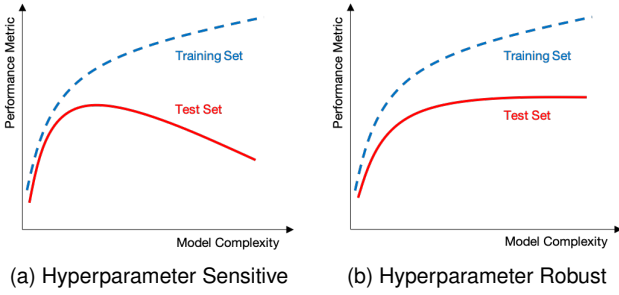 Performance Metric
Training Set
Test Set
Model Complexity
(a) Hyperparameter Sensitive
Performance Metric
Training Set
Test Set
Model Complexity
(b) Hyperparameter Robust